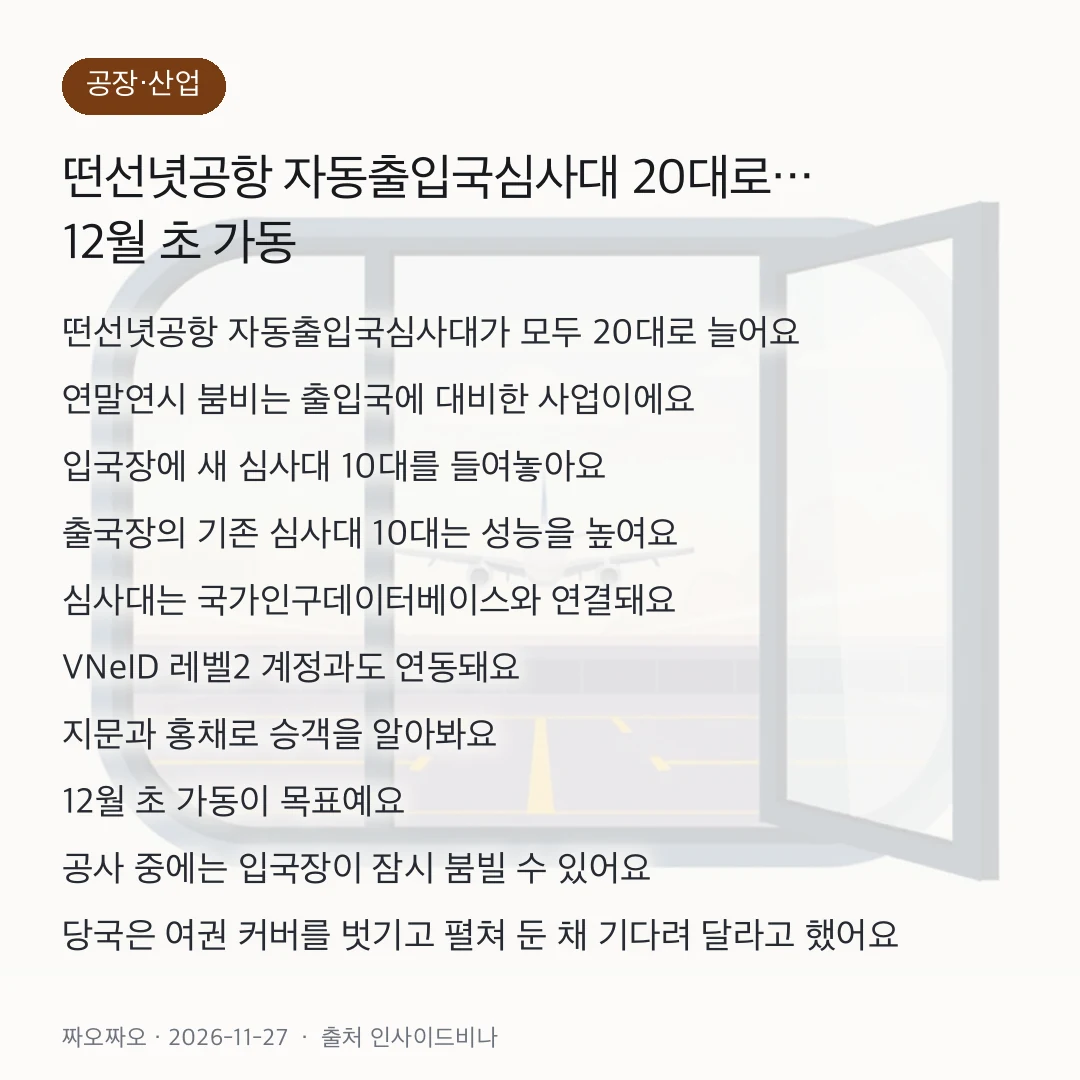 공장·산업
떤선녓공항 자동출입국심사대 20대로…
12월 초 가동
떤선녓공항 자동출입국심사대가 모두 20대로 늘어요
연말연시 붐비는 출입국에 대비한 사업이에요
입국장에 새 심사대 10대를 들여놓아요
출국장의 기존 심사대 10대는 성능을 높여요
심사대는 국가인구데이터베이스와 연결돼요
VNeID 레벨2 계정과도 연동돼요
지문과 홍채로 승객을 알아봐요
12월 초 가동이 목표예요
공사 중에는 입국장이 잠시 붐빌 수 있어요
당국은 여권 커버를 벗기고 펼쳐 둔 채 기다려 달라고 했어요
짜오짜오 · 2026-11-27 · 출처 인사이드비나